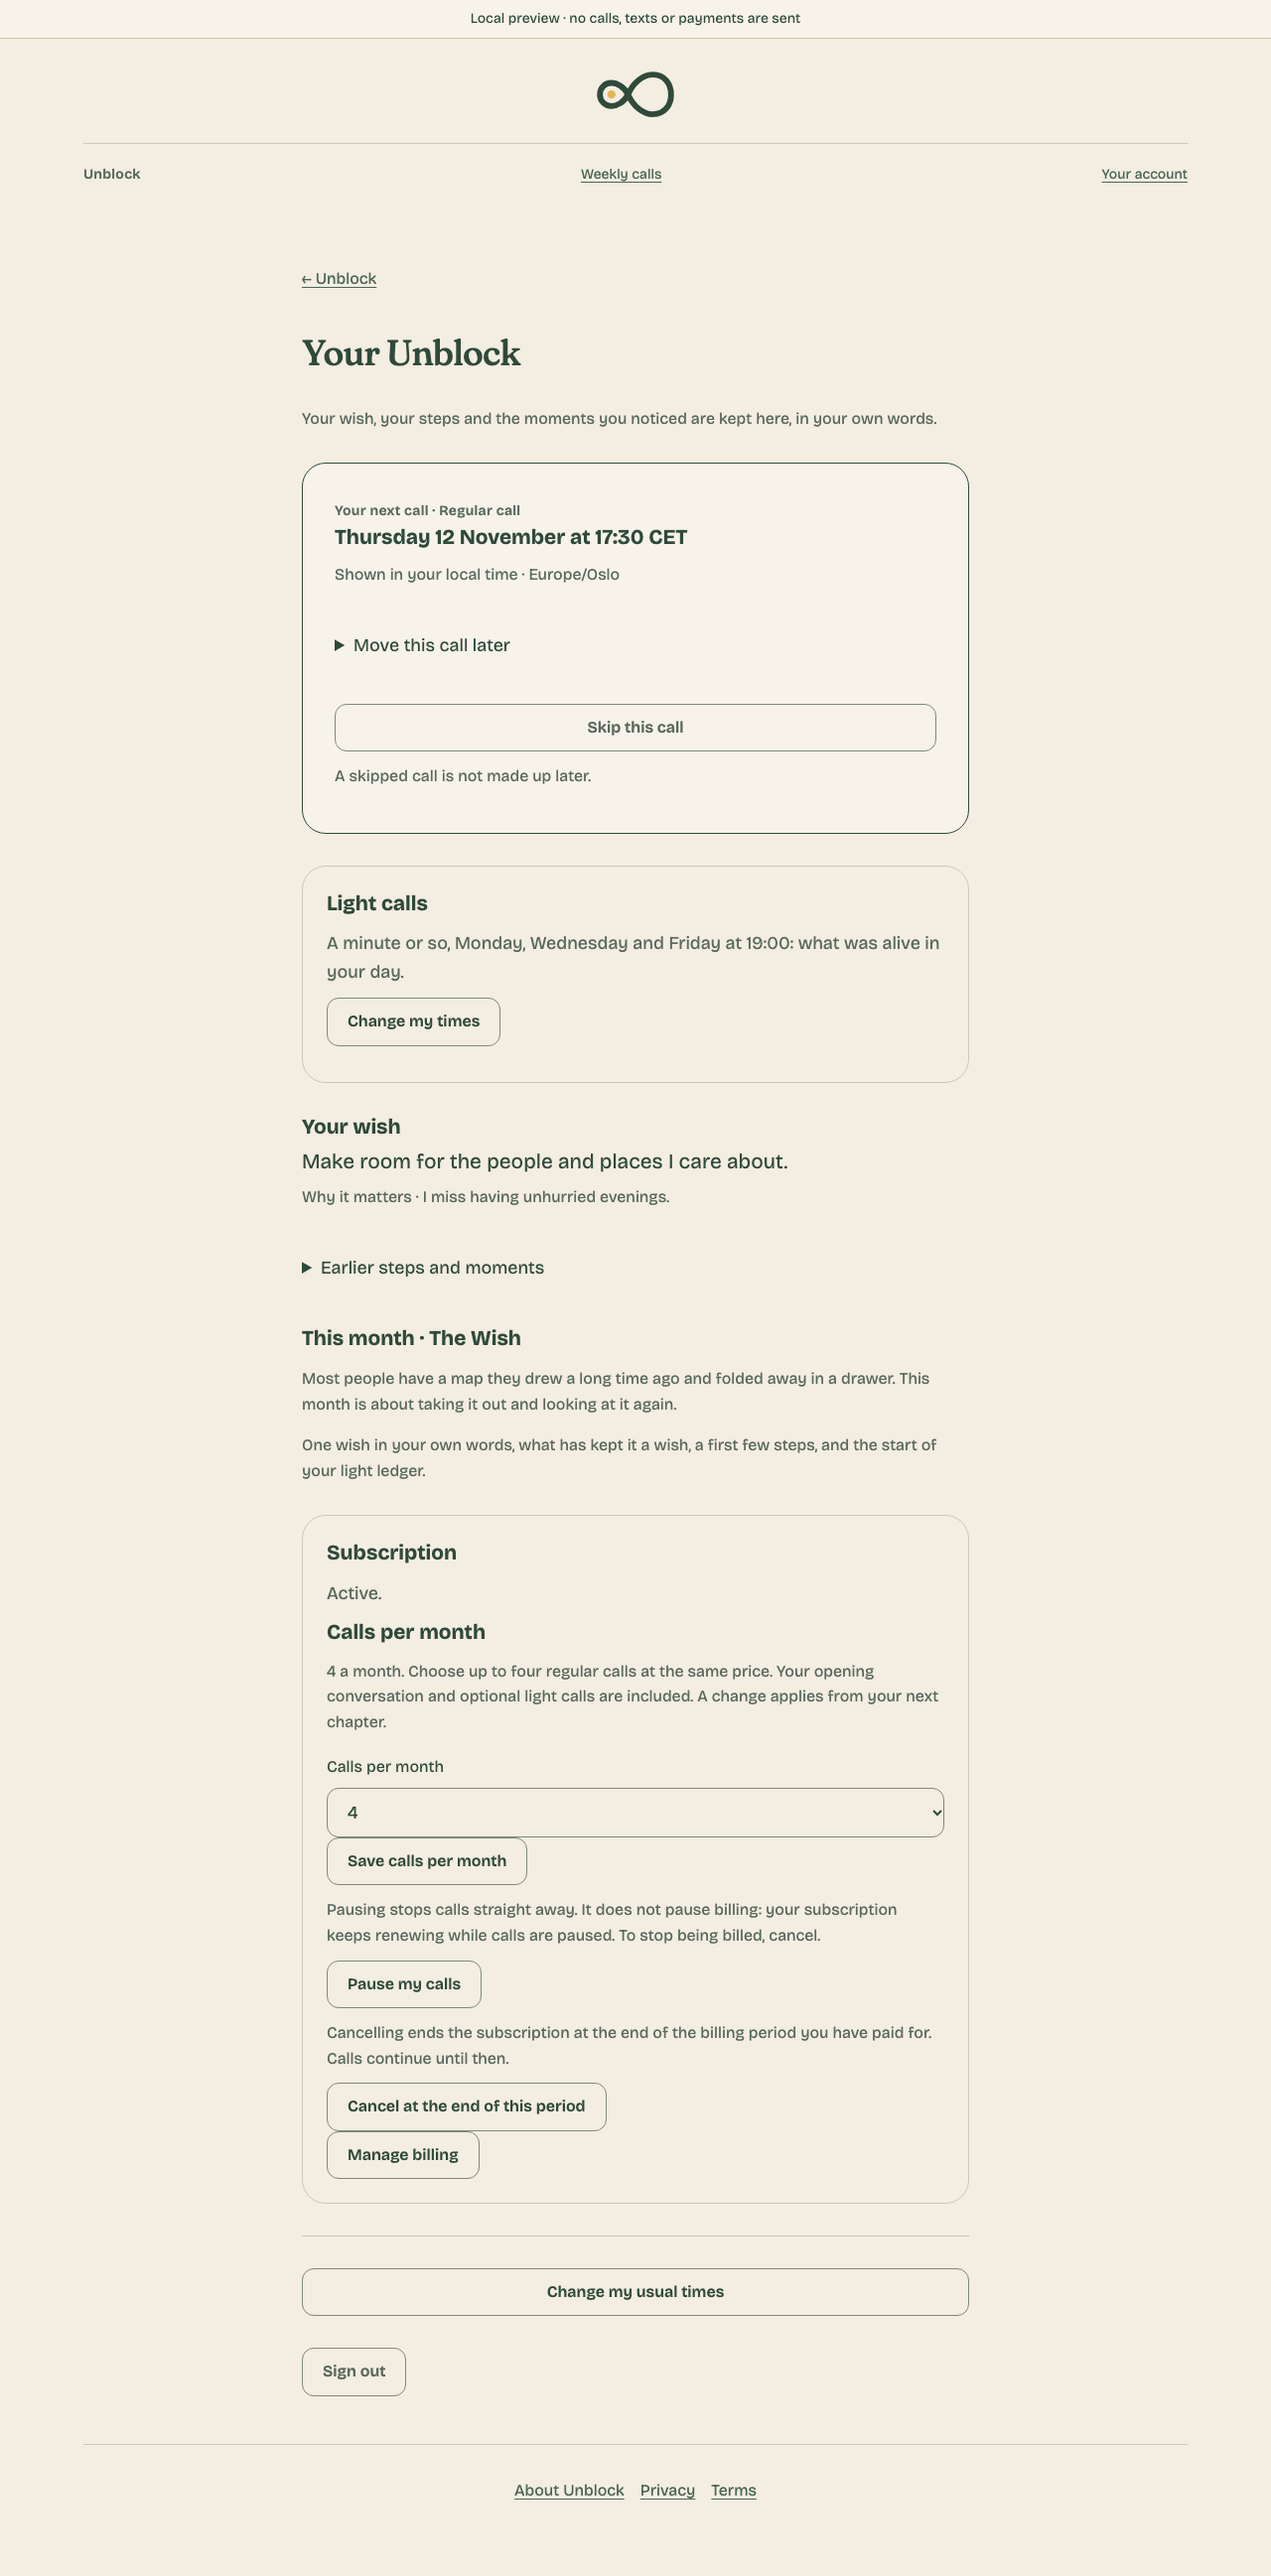 Local preview · no calls, texts or payments are sent
Unblock
Weekly calls
Your account
← Unblock
Your Unblock
Your wish, your steps and the moments you noticed are kept here, in your own words.
Your next call · Regular call
Thursday 12 November at 17:30 CET
Shown in your local time · Europe/Oslo
Move this call later
Skip this call
A skipped call is not made up later.
Light calls
A minute or so, Monday, Wednesday and Friday at 19:00: what was alive in
your day.
Change my times
Your wish
Make room for the people and places I care about.
Why it matters · I miss having unhurried evenings.
Earlier steps and moments
This month · The Wish
Most people have a map they drew a long time ago and folded away in a drawer. This
month is about taking it out and looking at it again.
One wish in your own words, what has kept it a wish, a first few steps, and the start of
your light ledger.
Subscription
Active.
Calls per month
4 a month. Choose up to four regular calls at the same price. Your opening
conversation and optional light calls are included. A change applies from your next
chapter.
Calls per month
4
Save calls per month
Pausing stops calls straight away. It does not pause billing: your subscription
keeps renewing while calls are paused. To stop being billed, cancel.
Pause my calls
Cancelling ends the subscription at the end of the billing period you have paid for.
Calls continue until then.
Cancel at the end of this period
Manage billing
Change my usual times
Sign out
About Unblock
Privacy
Terms